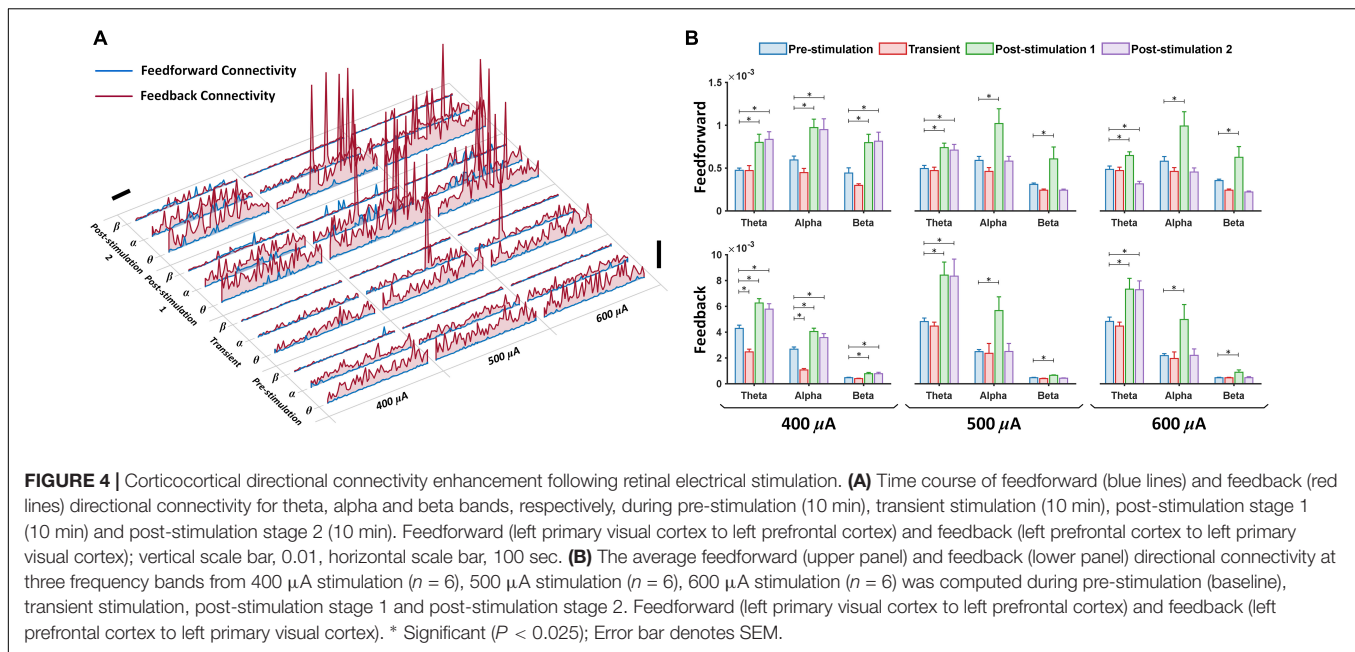 A
Feedforward Connectivity
Feedback Connectivity
β
α
θ
Post-stimulation 2
β
α
θ
Post-stimulation 1
β
α
θ
Transient
β
α
θ
Pre-stimulation
400 μA
500 μA
600 μA
B
Pre-stimulation Transient Post-stimulation 1 Post-stimulation 2
×10⁻³
1.5
1
0.5
0
Feedforward
* * * * * * * * * * * * *
Theta Alpha Beta Theta Alpha Beta Theta Alpha Beta
×10⁻³
10
8
6
4
2
0
Feedback
* * * * * * * * * * * * * * * *
Theta Alpha Beta Theta Alpha Beta Theta Alpha Beta
400 μA 500 μA 600 μA
FIGURE 4 | Corticocortical directional connectivity enhancement following retinal electrical stimulation. (A) Time course of feedforward (blue lines) and feedback (red
lines) directional connectivity for theta, alpha and beta bands, respectively, during pre-stimulation (10 min), transient stimulation (10 min), post-stimulation stage 1
(10 min) and post-stimulation stage 2 (10 min). Feedforward (left primary visual cortex to left prefrontal cortex) and feedback (left prefrontal cortex to left primary
visual cortex); vertical scale bar, 0.01, horizontal scale bar, 100 sec. (B) The average feedforward (upper panel) and feedback (lower panel) directional connectivity at
three frequency bands from 400 μA stimulation (n = 6), 500 μA stimulation (n = 6), 600 μA stimulation (n = 6) was computed during pre-stimulation (baseline),
transient stimulation, post-stimulation stage 1 and post-stimulation stage 2. Feedforward (left primary visual cortex to left prefrontal cortex) and feedback (left
prefrontal cortex to left primary visual cortex). * Significant (P < 0.025); Error bar denotes SEM.